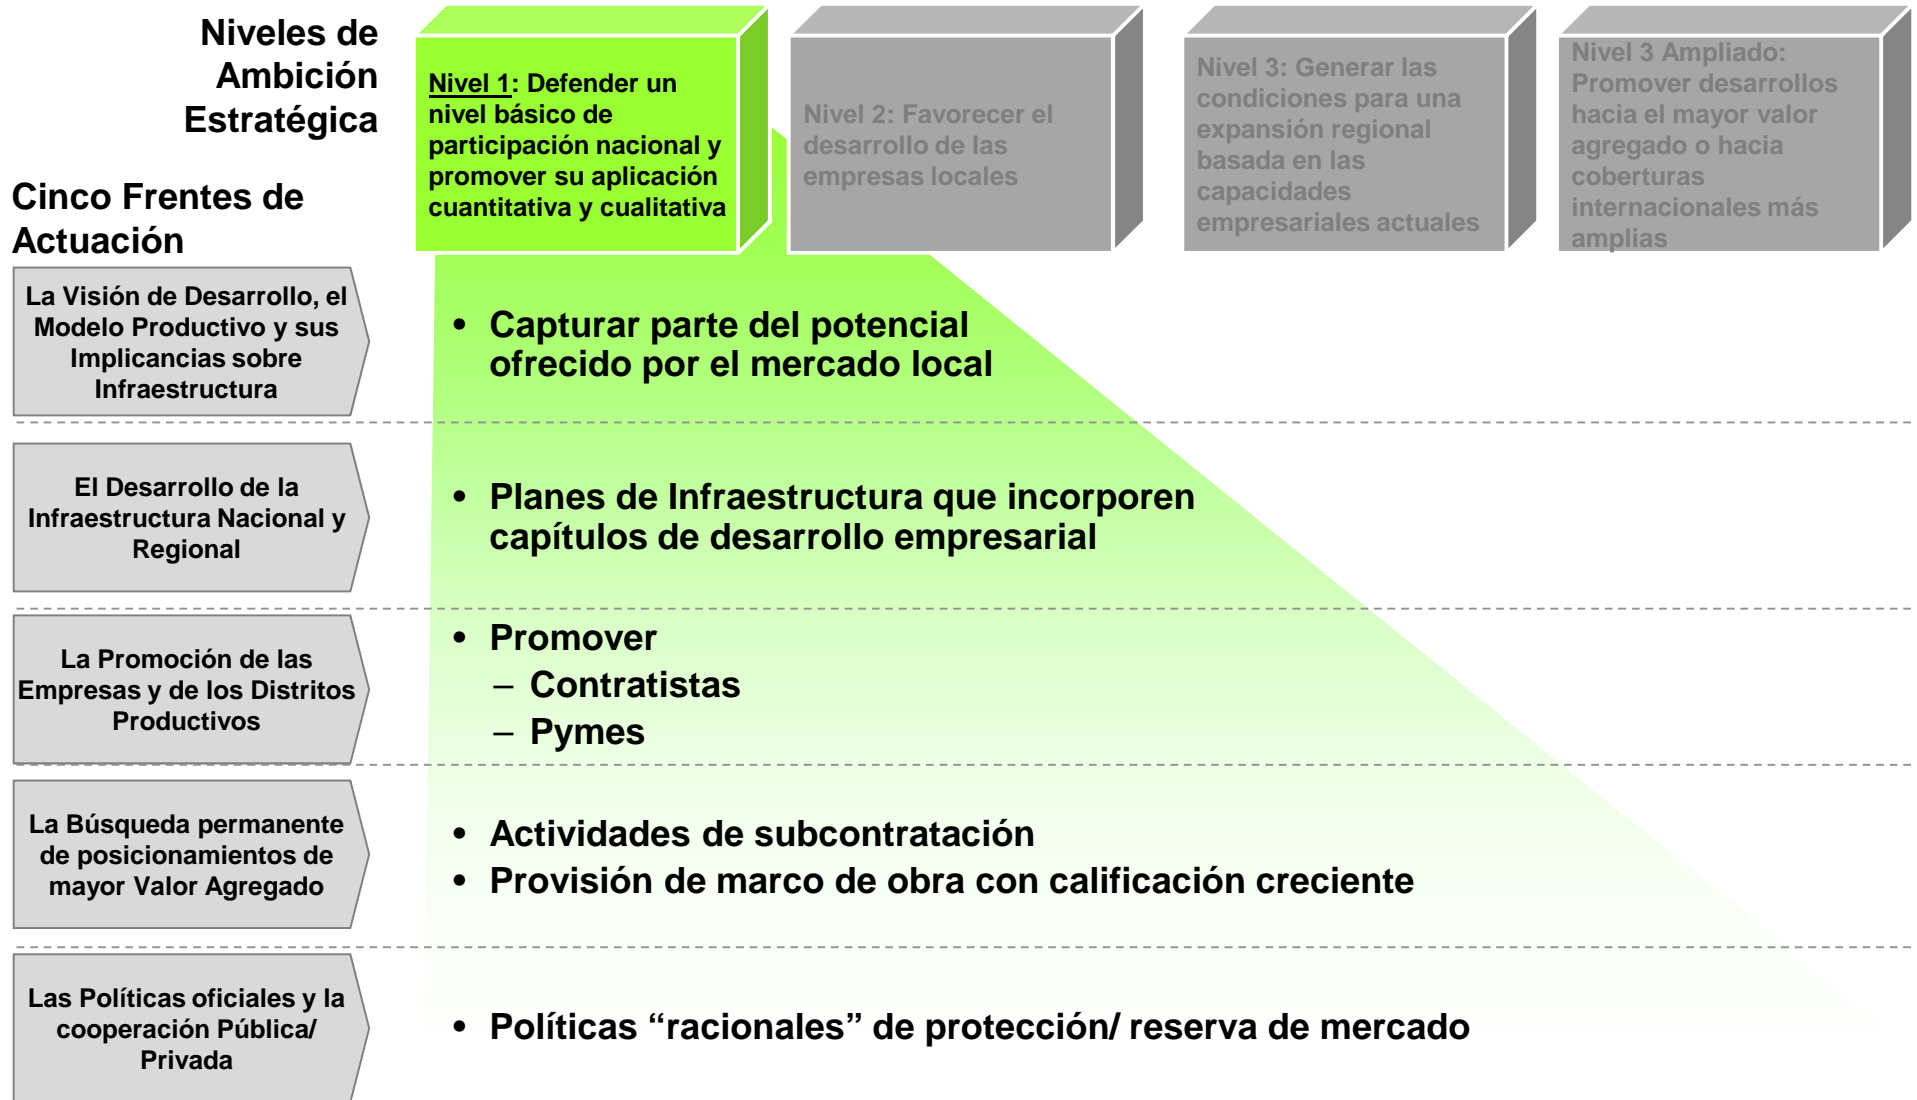 Niveles de
Ambición
Estratégica
Nivel 1: Defender un
nivel básico de
participación nacional y
promover su aplicación
cuantitativa y cualitativa
Nivel 2: Favorecer el
desarrollo de las
empresas locales
Nivel 3: Generar las
condiciones para una
expansión regional
basada en las
capacidades
empresariales actuales
Nivel 3 Ampliado:
Promover desarrollos
hacia el mayor valor
agregado o hacia
coberturas
internacionales más
amplias
Cinco Frentes de
Actuación
La Visión de Desarrollo, el
Modelo Productivo y sus
Implicancias sobre
Infraestructura
• Capturar parte del potencial
ofrecido por el mercado local
El Desarrollo de la
Infraestructura Nacional y
Regional
• Planes de Infraestructura que incorporen
capítulos de desarrollo empresarial
La Promoción de las
Empresas y de los Distritos
Productivos
• Promover
– Contratistas
– Pymes
La Búsqueda permanente
de posicionamientos de
mayor Valor Agregado
• Actividades de subcontratación
• Provisión de marco de obra con calificación creciente
Las Políticas oficiales y la
cooperación Pública/
Privada
• Políticas “racionales” de protección/ reserva de mercado